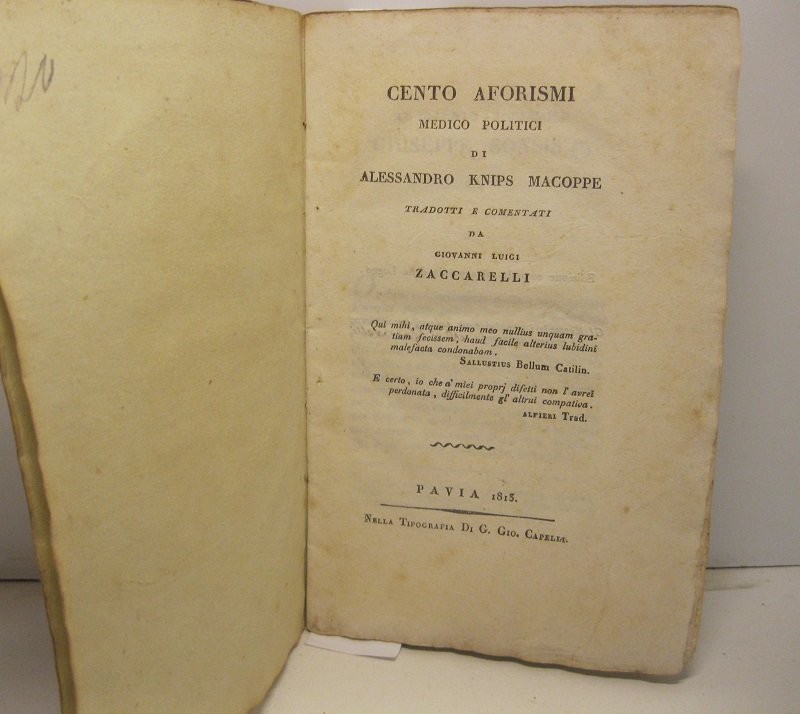 CENTO AFORISMI
MEDICO POLITICI
DI
ALESSANDRO KNIPS MACOPPE
TRADOTTI E COMENTATI
DA
GIOVANNI LUIGI
ZACCARELLI
Qui mihi, atque animo meo nullius unquam gra-
tiam fecissem, haud facile alterius lubidini
malefacta condonabam.
SALLUSTIUS Bellum Catilin.
E certo, io che a' miei proprj difetti non l'avrei
perdonata, difficilmente gl' altrui compativa.
ALFIERI Trad.
PAVIA 1813.
NELLA TIPOGRAFIA DI G. GIO. CAPELLI.